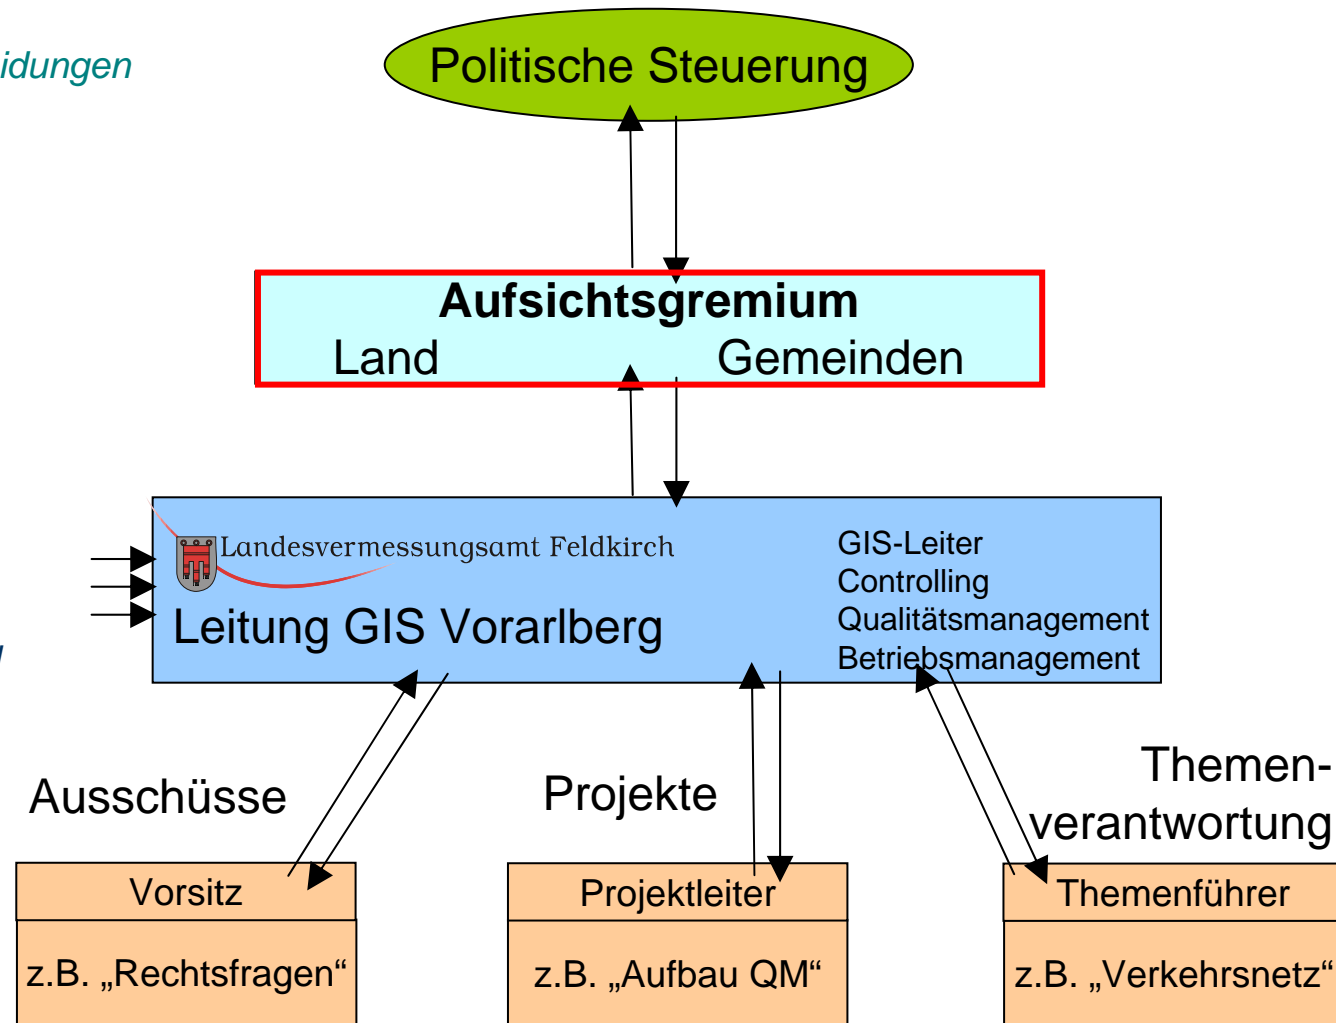 Politische Steuerung
Aufsichtsgremium
Land Gemeinden
Landesvermessungsamt Feldkirch
Leitung GIS Vorarlberg
GIS-Leiter
Controlling
Qualitätsmanagement
Betriebsmanagement
Ausschüsse
Projekte
Themen-
verantwortung
Vorsitz
z.B. „Rechtsfragen“
Projektleiter
z.B. „Aufbau QM“
Themenführer
z.B. „Verkehrsnetz“